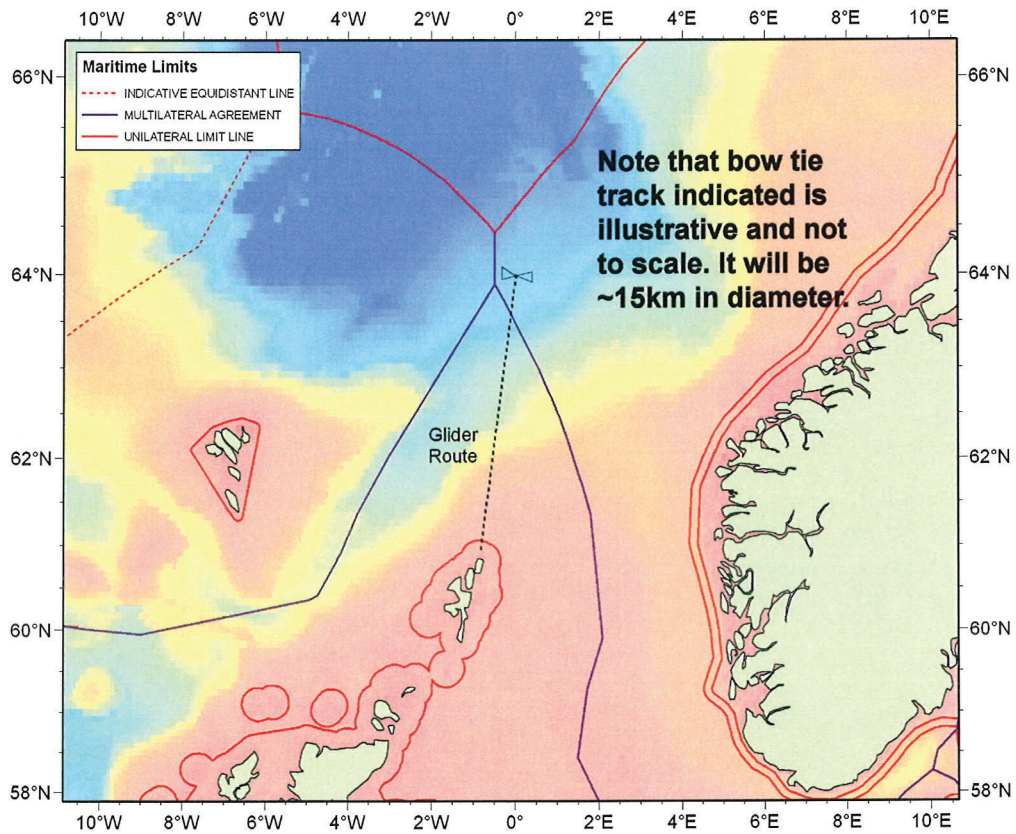 10°W 8°W 6°W 4°W 2°W 0° 2°E 4°E 6°E 8°E 10°E
Maritime Limits
INDICATIVE EQUIDISTANT LINE
MULTILATERAL AGREEMENT
UNILATERAL LIMIT LINE
66°N 66°N
Note that bow tie
track indicated is
illustrative and not
to scale. It will be
~15km in diameter.
64°N 64°N
Glider
Route
62°N 62°N
60°N 60°N
58°N 58°N
10°W 8°W 6°W 4°W 2°W 0° 2°E 4°E 6°E 8°E 10°E